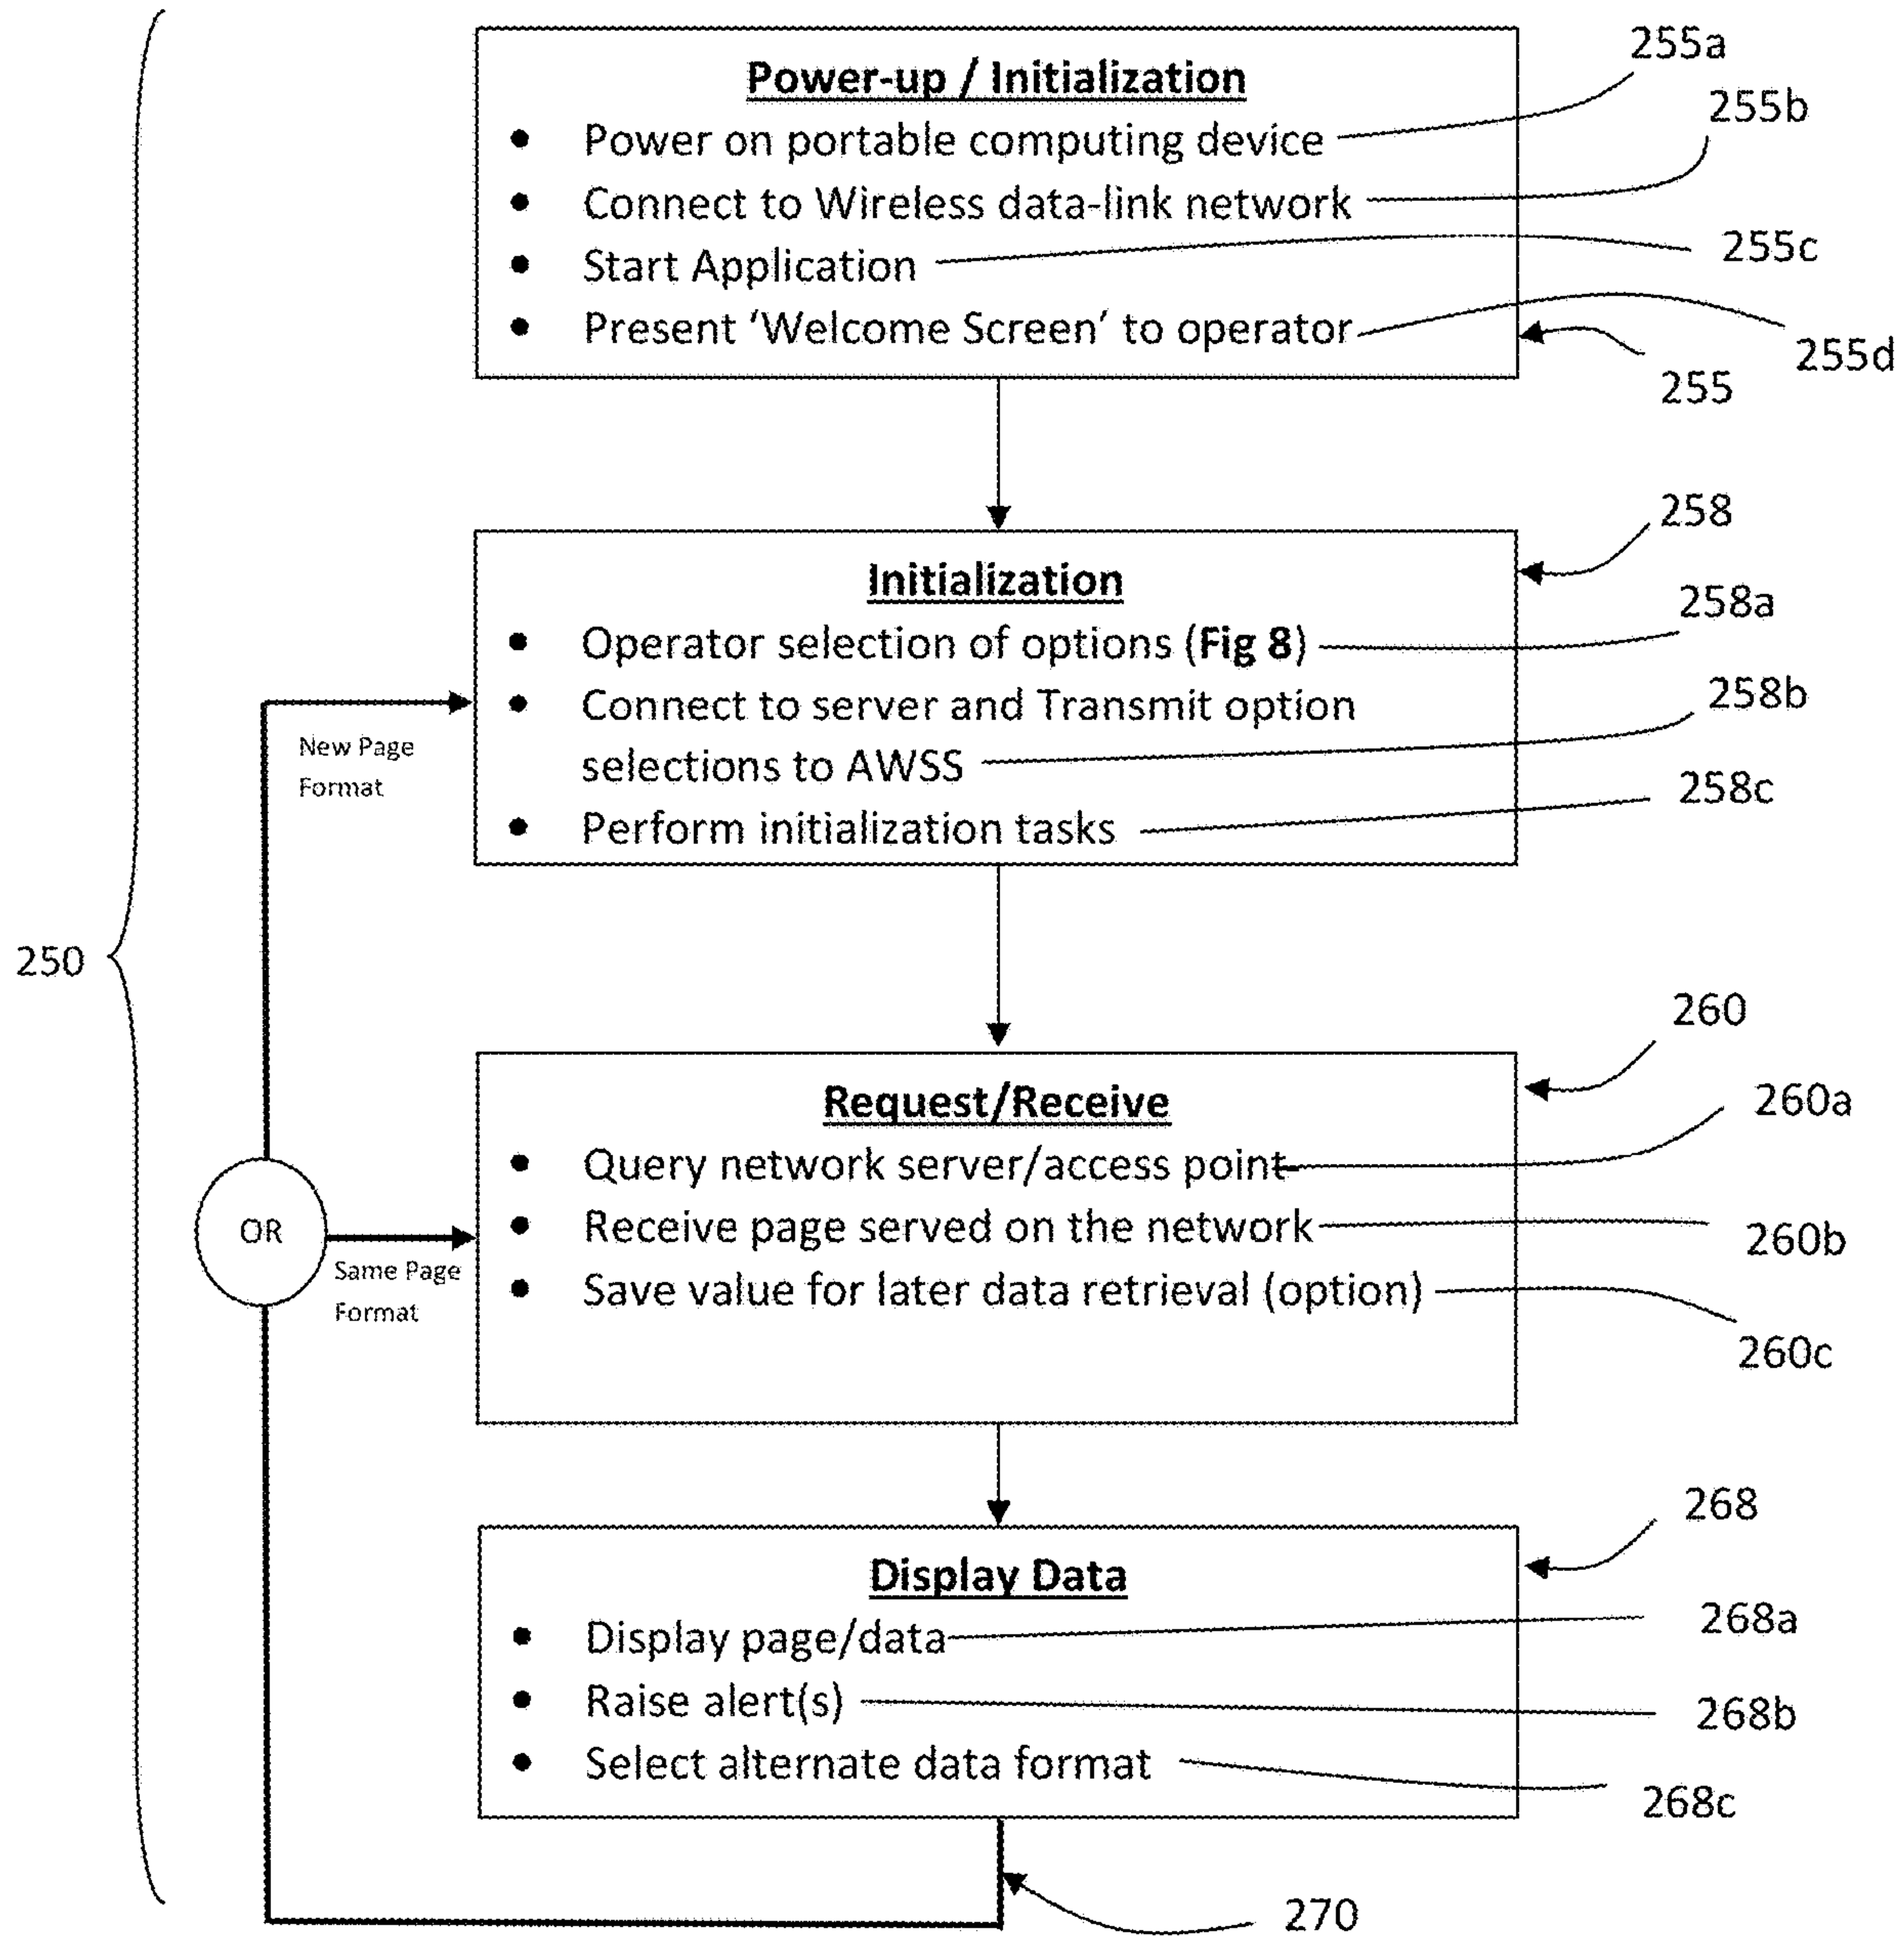 Power-up / Initialization
255a
• Power on portable computing device
255b
• Connect to Wireless data-link network
• Start Application
255c
• Present ‘Welcome Screen’ to operator
255d
255
258
Initialization
258a
• Operator selection of options (Fig 8)
258b
• Connect to server and Transmit option
selections to AWSS
258c
• Perform initialization tasks
New Page
Format
250
260
Request/Receive
260a
• Query network server/access point
• Receive page served on the network
260b
• Save value for later data retrieval (option)
260c
OR
Same Page
Format
268
Display Data
268a
• Display page/data
• Raise alert(s)
268b
• Select alternate data format
268c
270